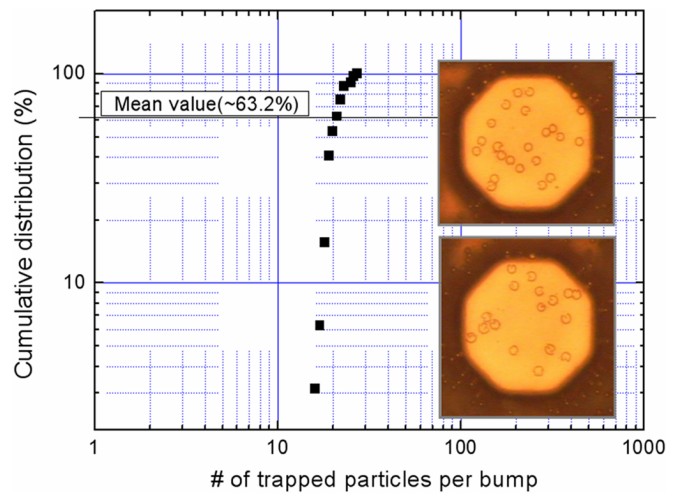 100
Mean value(~63.2%)
10
Cumulative distribution (%)
1 10 100 1000
# of trapped particles per bump